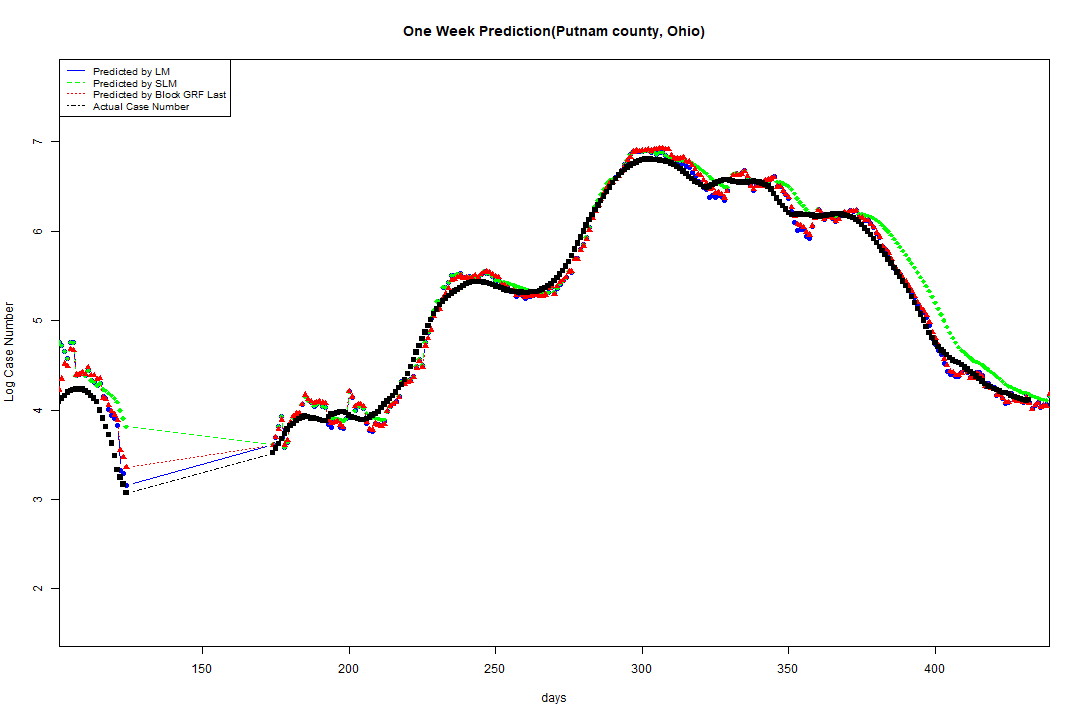 One Week Prediction(Putnam county, Ohio)
Predicted by LM
Predicted by SLM
Predicted by Block GRF Last
Actual Case Number
7
6
5
4
3
2
Log Case Number
150 200 250 300 350 400
days